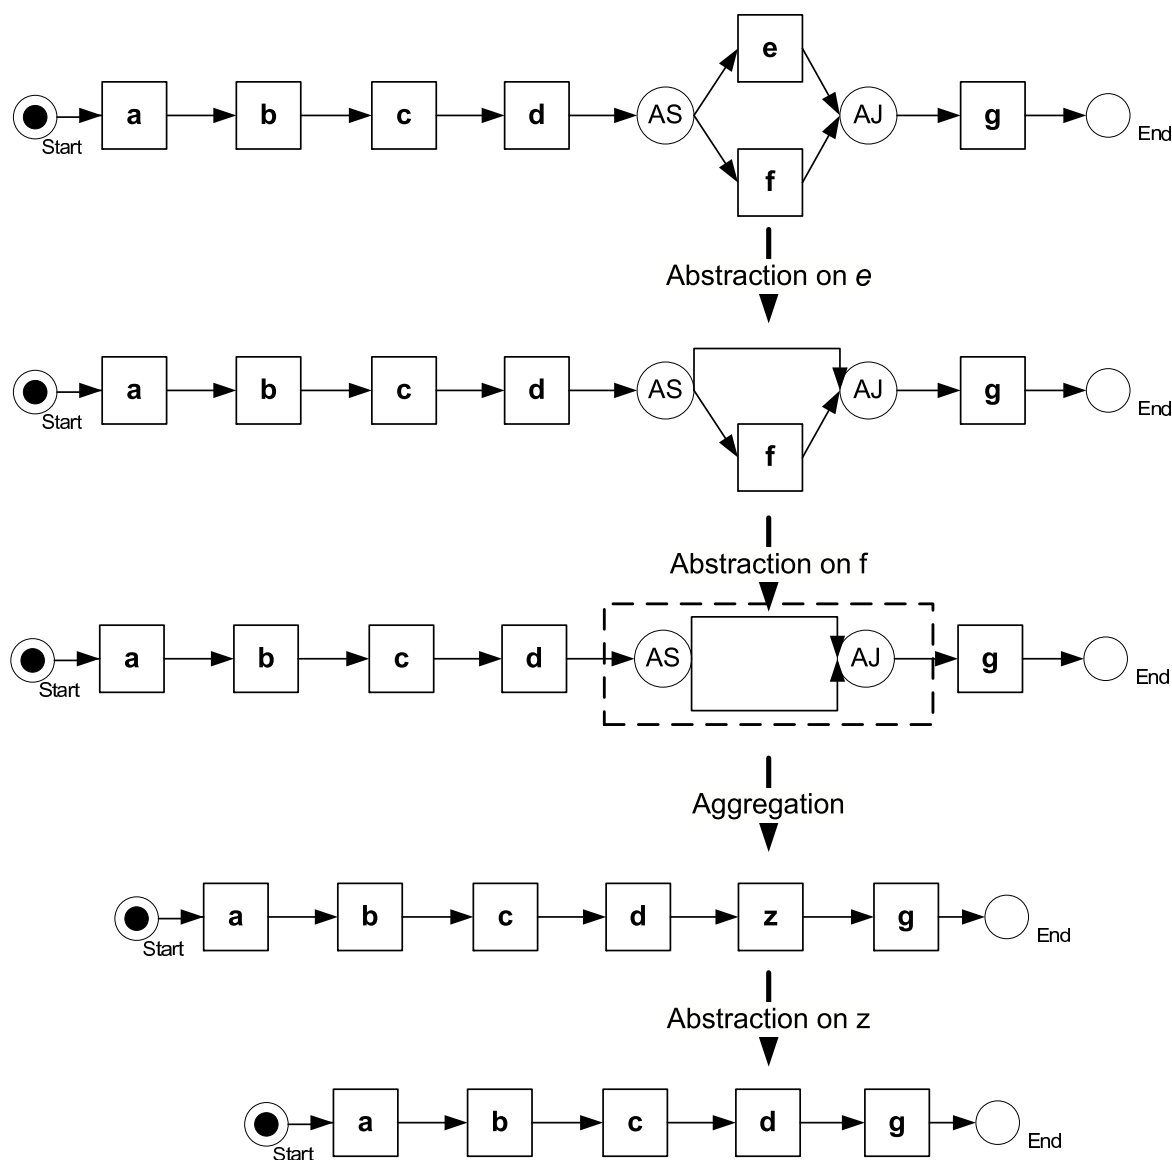 e
a b c d AS AJ g
Start End
f
Abstraction on e
a b c d AS AJ g
Start End
f
Abstraction on f
a b c d AS AJ g
Start End
Aggregation
a b c d z g
Start End
Abstraction on z
a b c d g
Start End